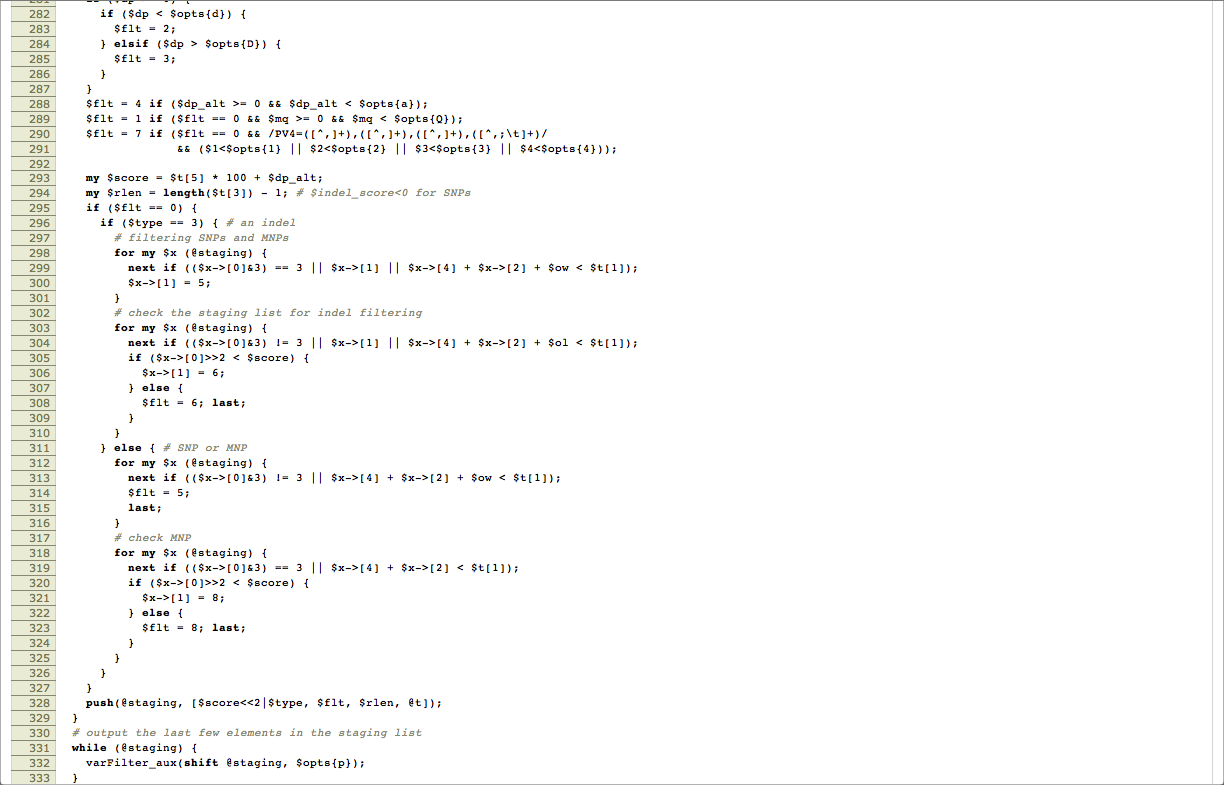 282       if ($dp < $opts{d}) {
283         $flt = 2;
284       } elsif ($dp > $opts{D}) {
285         $flt = 3;
286       }
287     }
288     $flt = 4 if ($dp_alt >= 0 && $dp_alt < $opts{a});
289     $flt = 1 if ($flt == 0 && $mq >= 0 && $mq < $opts{Q});
290     $flt = 7 if ($flt == 0 && /PV4=([^,]+),([^,]+),([^,]+),([^,;\t]+)/
291                  && ($1<$opts{1} || $2<$opts{2} || $3<$opts{3} || $4<$opts{4}));
292
293     my $score = $t[5] * 100 + $dp_alt;
294     my $rlen = length($t[3]) - 1; # $indel_score<0 for SNPs
295     if ($flt == 0) {
296       if ($type == 3) { # an indel
297         # filtering SNPs and MNPs
298         for my $x (@staging) {
299           next if (($x->[0]&3) == 3 || $x->[1] || $x->[4] + $x->[2] + $ow < $t[1]);
300           $x->[1] = 5;
301         }
302         # check the staging list for indel filtering
303         for my $x (@staging) {
304           next if (($x->[0]&3) != 3 || $x->[1] || $x->[4] + $x->[2] + $ol < $t[1]);
305           if ($x->[0]>>2 < $score) {
306             $x->[1] = 6;
307           } else {
308             $flt = 6; last;
309           }
310         }
311       } else { # SNP or MNP
312         for my $x (@staging) {
313           next if (($x->[0]&3) != 3 || $x->[4] + $x->[2] + $ow < $t[1]);
314           $flt = 5;
315           last;
316         }
317         # check MNP
318         for my $x (@staging) {
319           next if (($x->[0]&3) == 3 || $x->[4] + $x->[2] < $t[1]);
320           if ($x->[0]>>2 < $score) {
321             $x->[1] = 8;
322           } else {
323             $flt = 8; last;
324           }
325         }
326       }
327     }
328     push(@staging, [$score<<2|$type, $flt, $rlen, @t]);
329   }
330   # output the last few elements in the staging list
331   while (@staging) {
332     varFilter_aux(shift @staging, $opts{p});
333   }